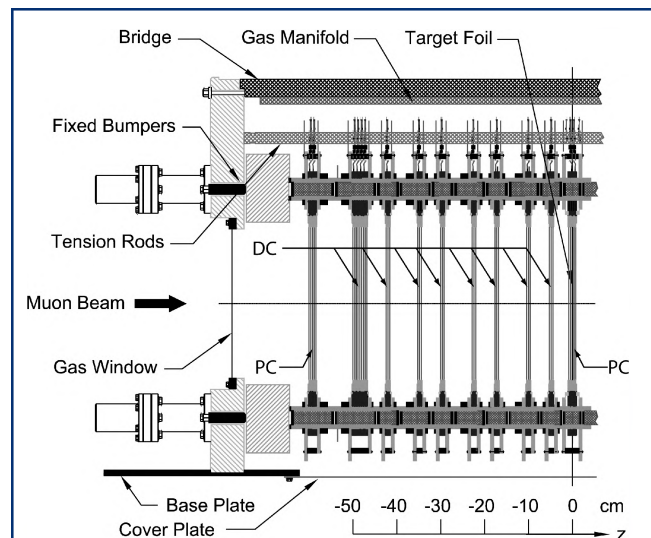 Bridge
Gas Manifold
Target Foil
Fixed Bumpers
Tension Rods
DC
Muon Beam
Gas Window
PC
PC
Base Plate
Cover Plate
-50 -40 -30 -20 -10 0 cm
z